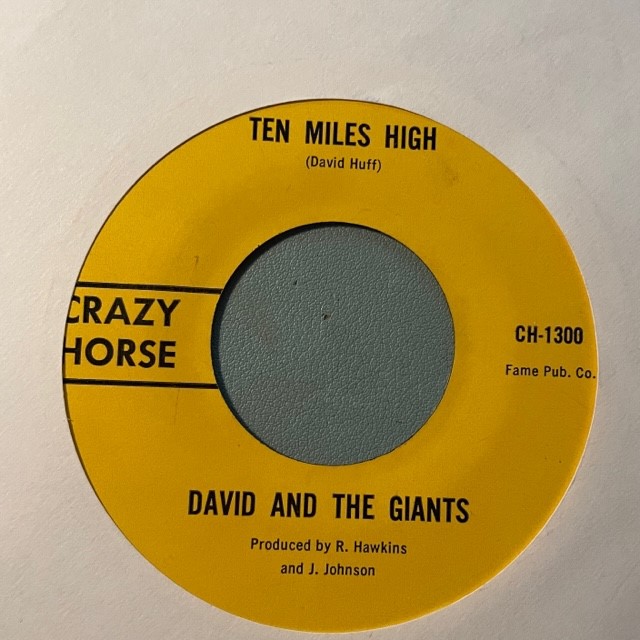 TEN MILES HIGH
(David Huff)
CRAZY
HORSE
CH-1300
Fame Pub. Co.
DAVID AND THE GIANTS
Produced by R. Hawkins
and J. Johnson